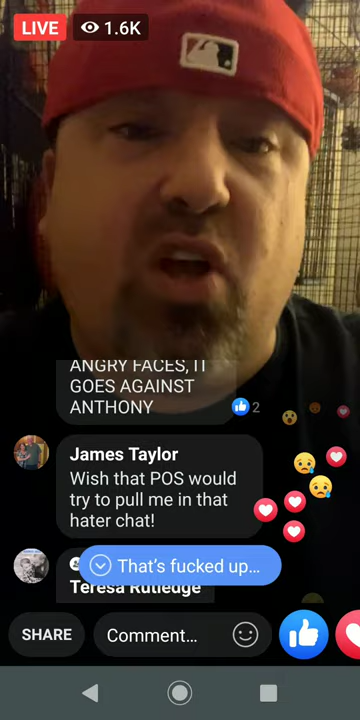 LIVE 1.6K
ANGRY FACES, IT
GOES AGAINST
ANTHONY
2
James Taylor
Wish that POS would
try to pull me in that
hater chat!
That's fucked up...
Teresa Rutledge
SHARE Comment...